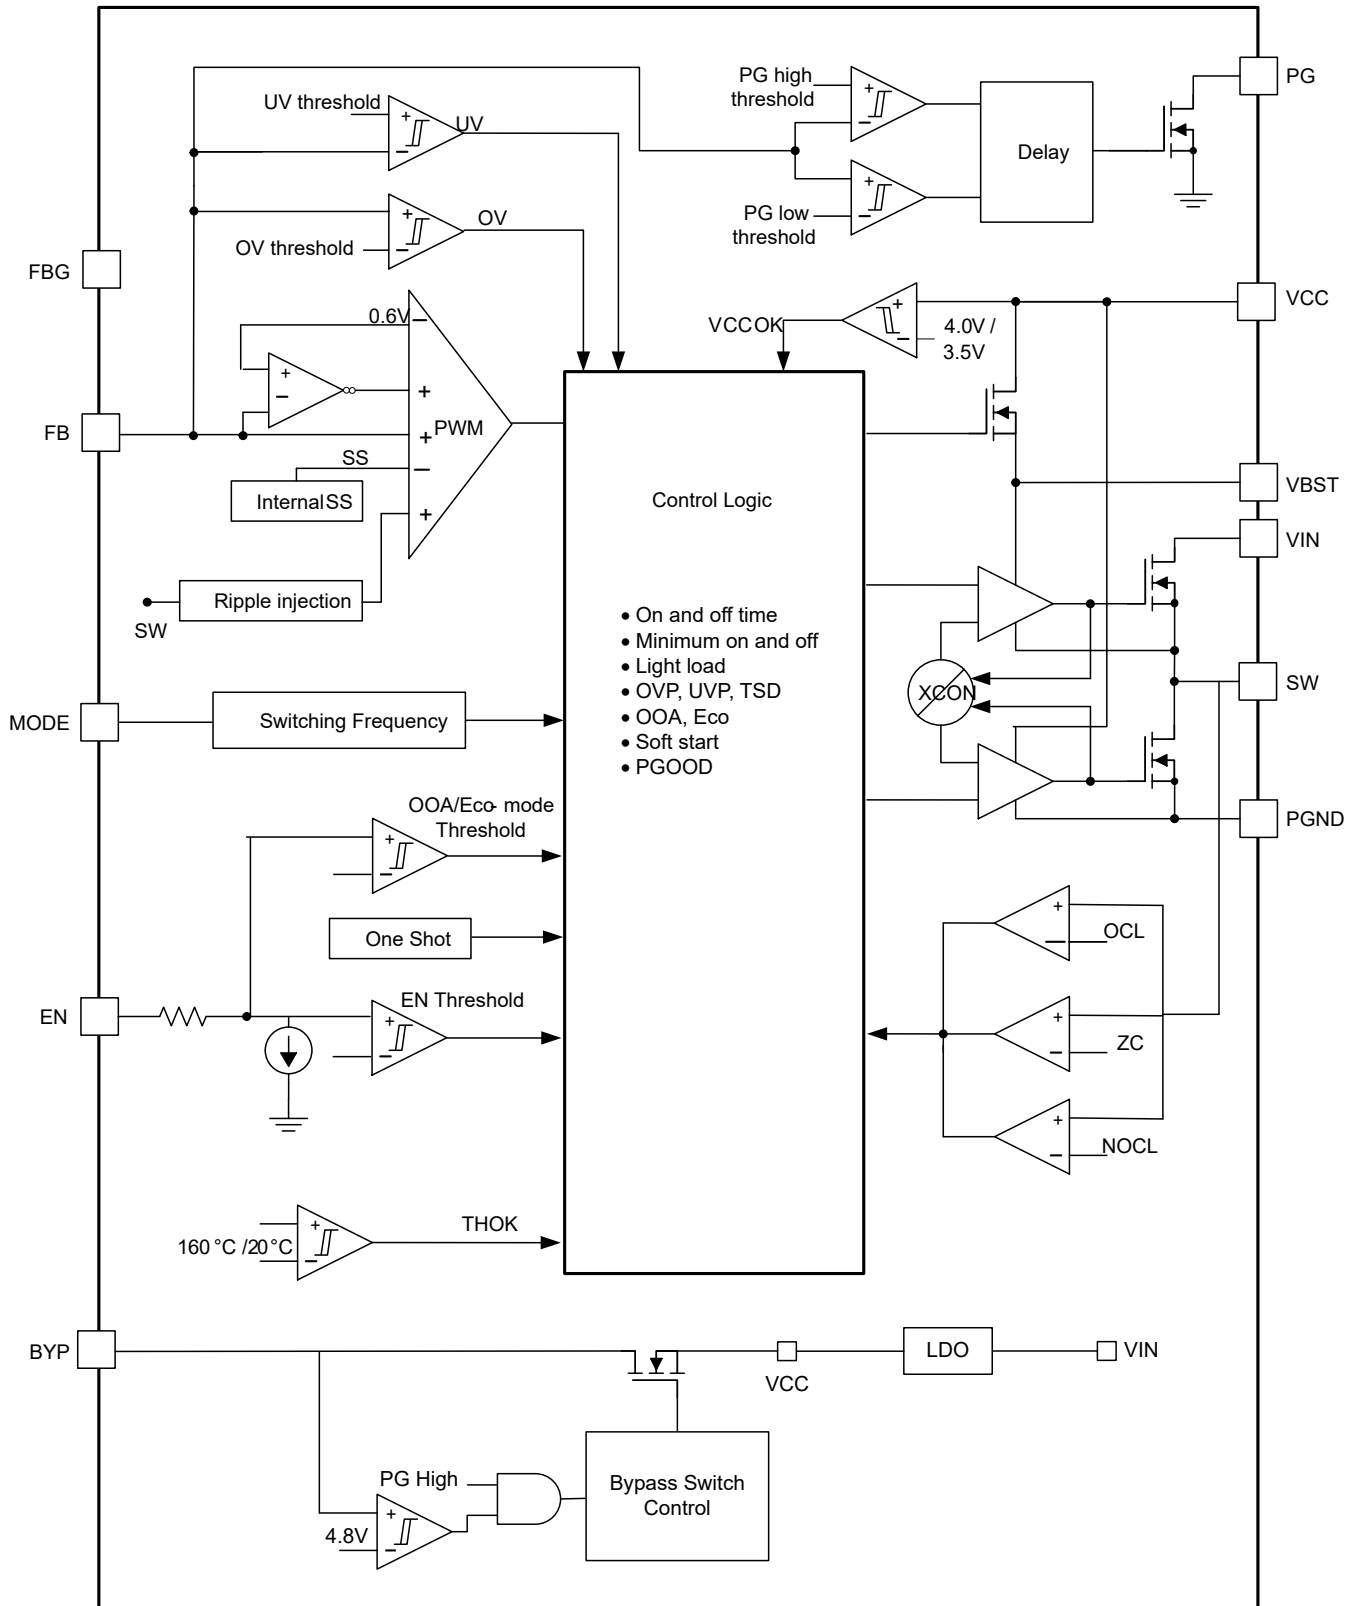 PG high
threshold
PG
UV threshold
+
−
UV
+
−
Delay
+
−
PG low
threshold
+
−
OV
OV threshold
FBG
VCC
0.6V
−
VCCOK
+
−
4.0V /
3.5V
+
−
+
FB
+
PWM
SS
−
Internal SS
+
VBST
Control Logic
VIN
Ripple injection
SW
• On and off time
• Minimum on and off
• Light load
• OVP, UVP, TSD
• OOA, Eco
• Soft start
• PGOOD
XCON
SW
MODE
Switching Frequency
PGND
OOA/Eco- mode
Threshold
+
−
One Shot
+
−
OCL
EN
EN Threshold
+
−
+
−
ZC
+
−
NOCL
THOK
+
−
160 °C /20 °C
BYP
VCC
LDO
VIN
PG High
Bypass Switch
Control
4.8V
+
−